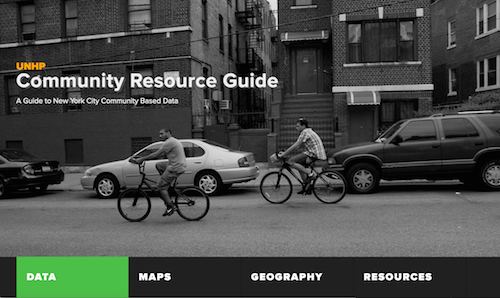 UNHP
Community Resource Guide
A Guide to New York City Community Based Data
DATA
MAPS
GEOGRAPHY
RESOURCES